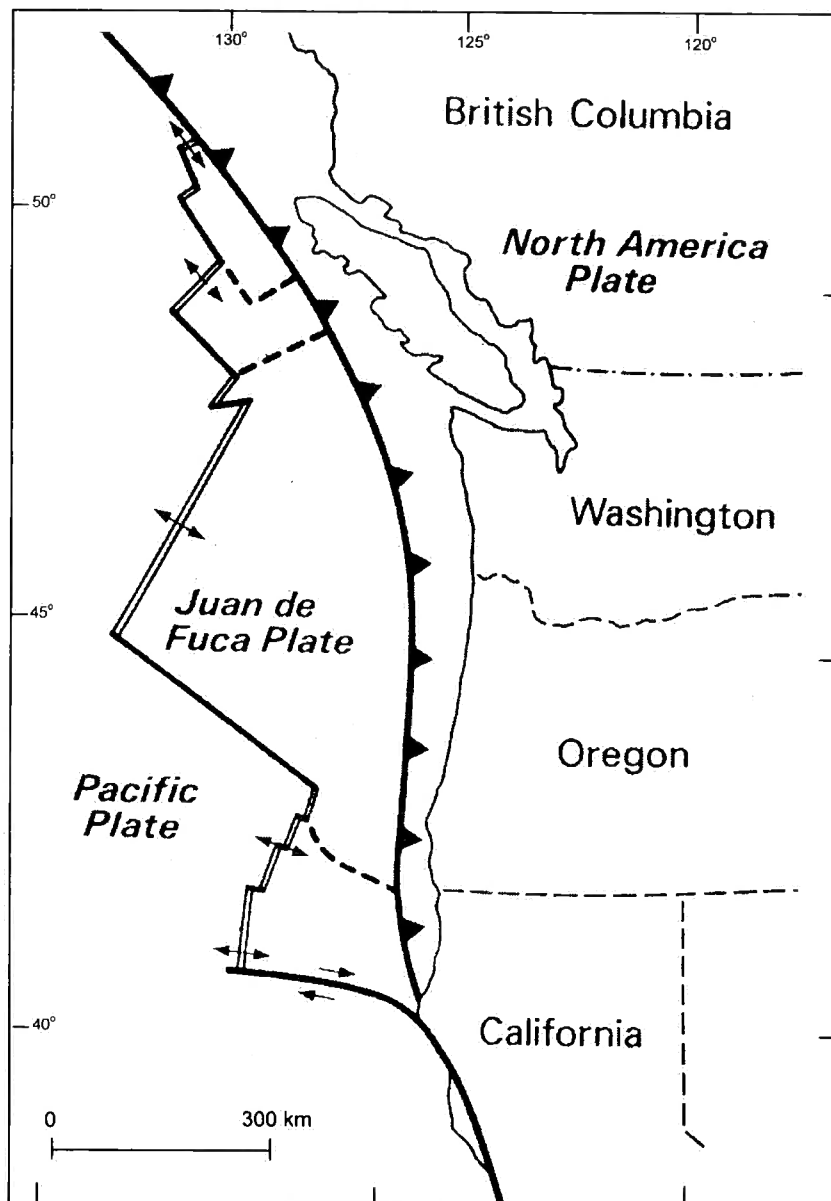 130°
125°
120°
British Columbia
50°
North America
Plate
Washington
45°
Juan de
Fuca Plate
Oregon
Pacific
Plate
40°
California
0
300 km